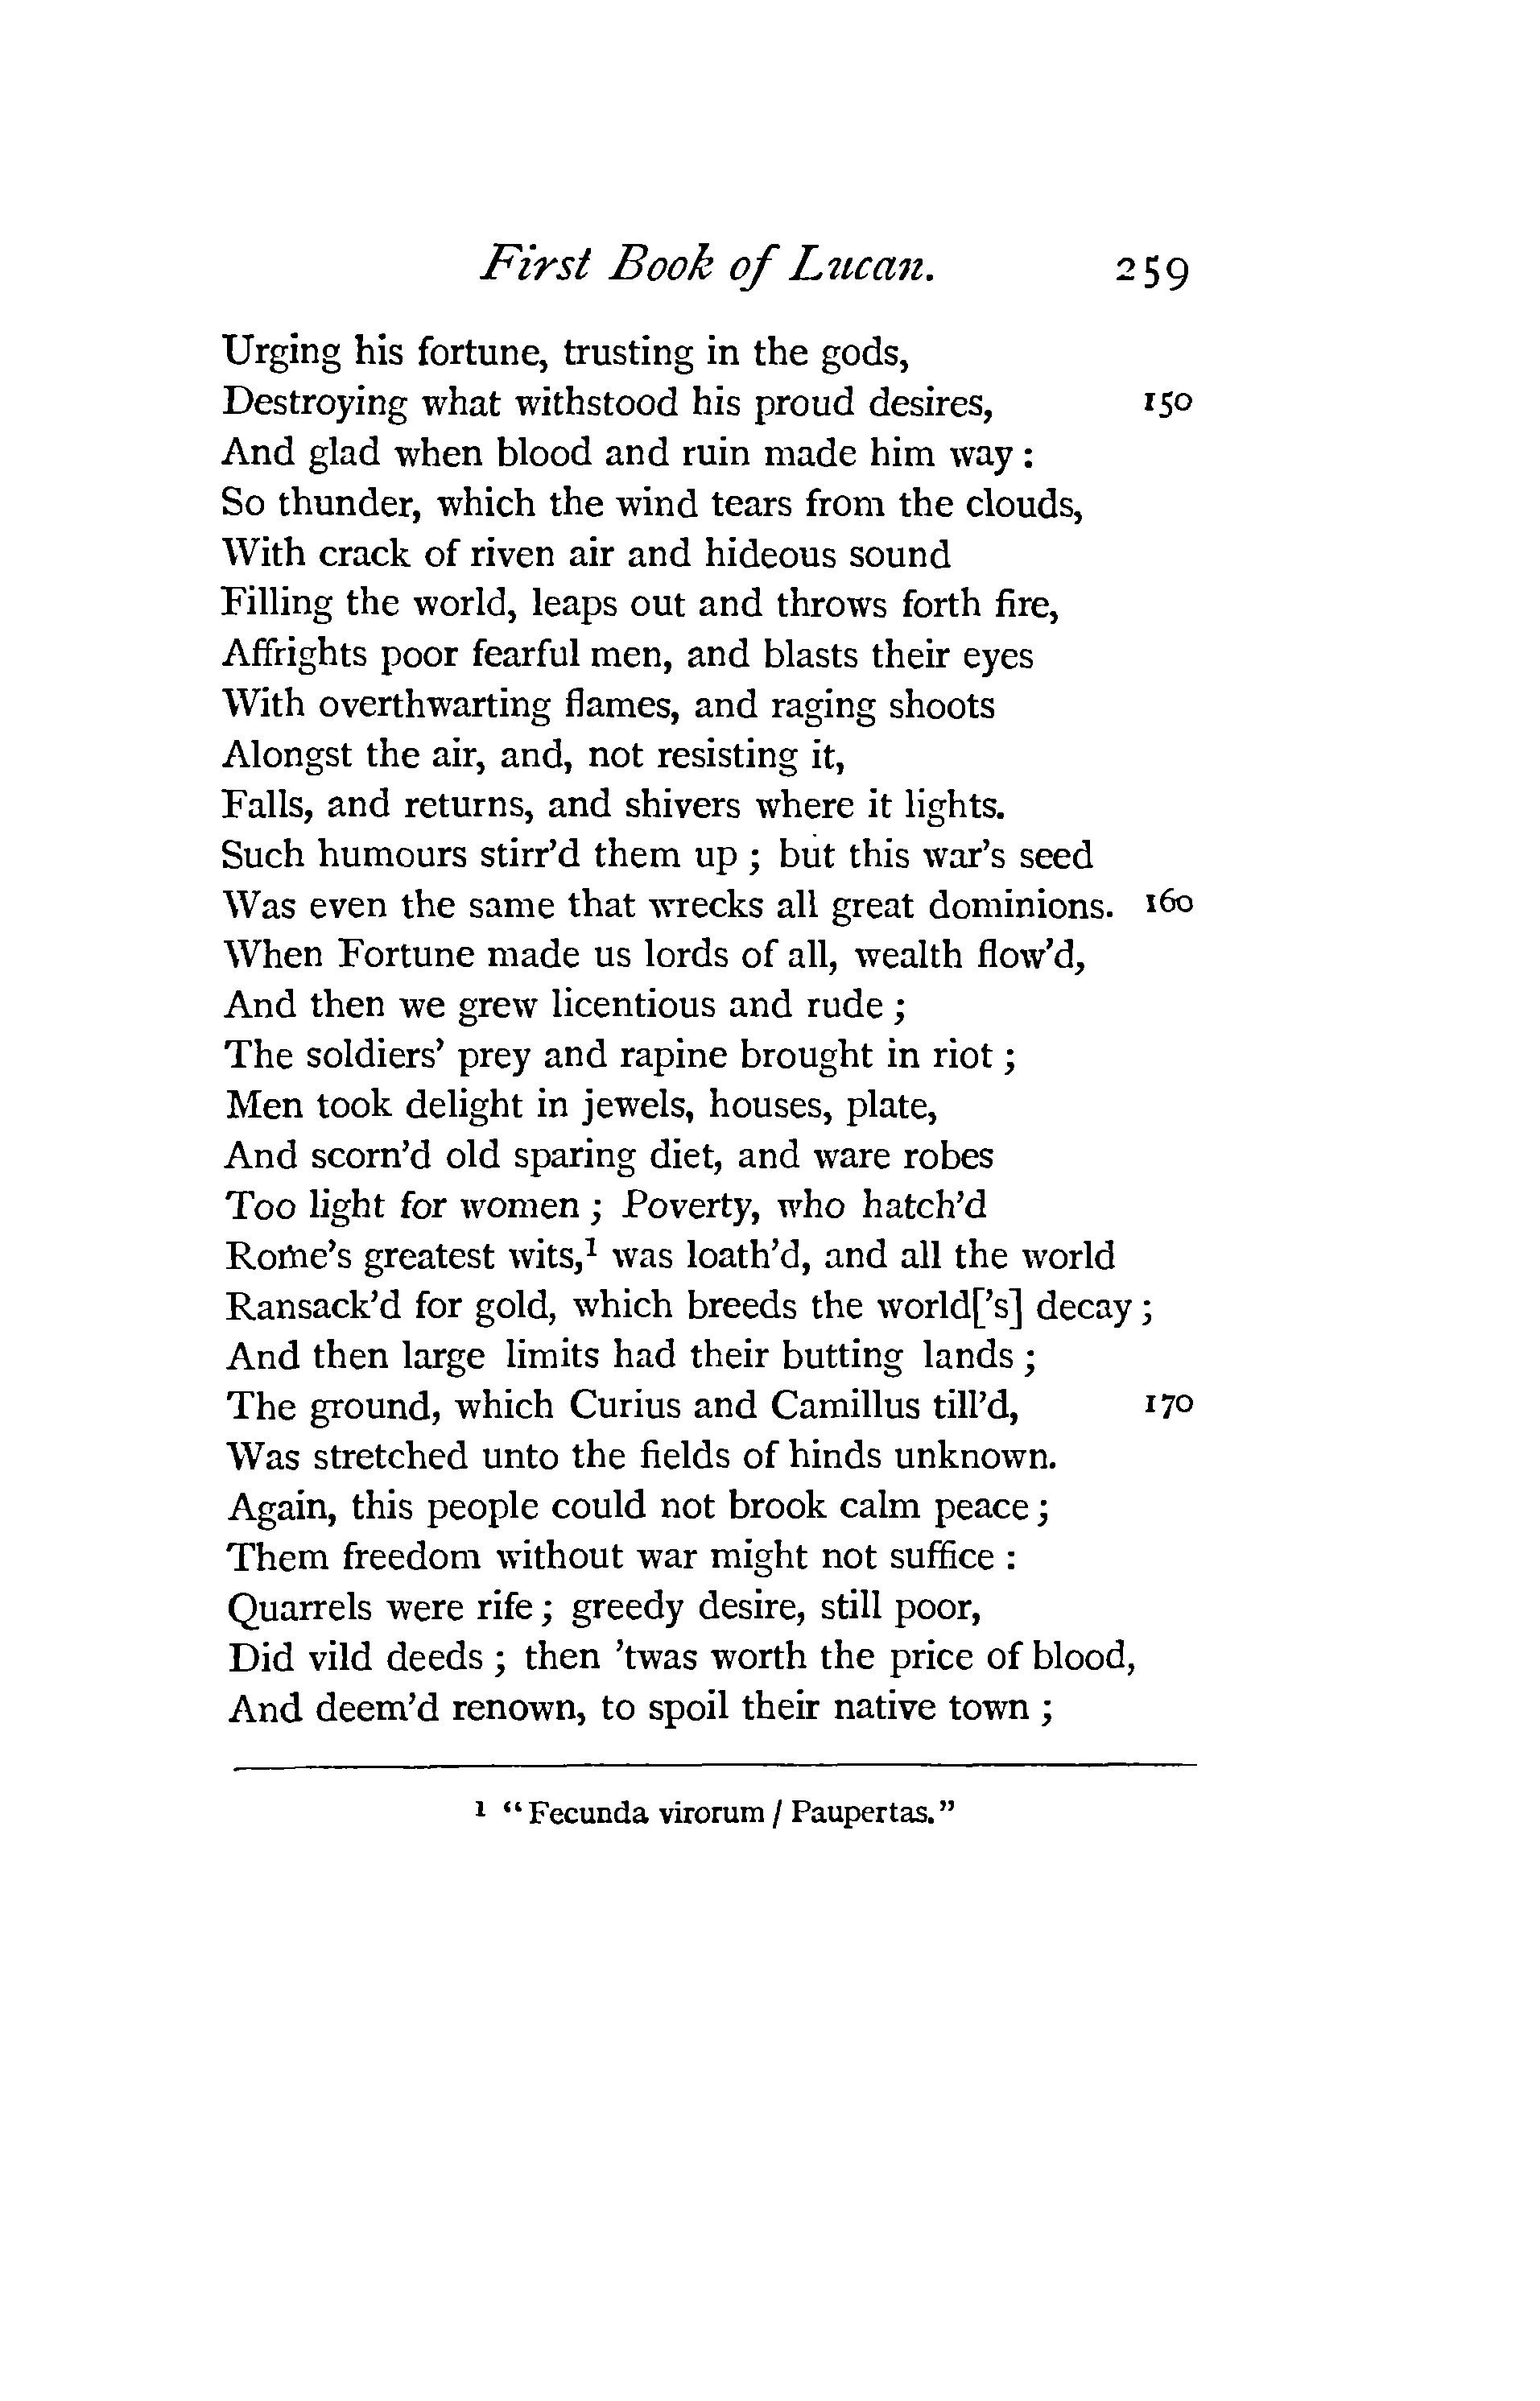 First Book of Lucan. 259
Urging his fortune, trusting in the gods,
Destroying what withstood his proud desires, 150
And glad when blood and ruin made him way :
So thunder, which the wind tears from the clouds,
With crack of riven air and hideous sound
Filling the world, leaps out and throws forth fire,
Affrights poor fearful men, and blasts their eyes
With overthwarting flames, and raging shoots
Alongst the air, and, not resisting it,
Falls, and returns, and shivers where it lights.
Such humours stirr’d them up ; but this war’s seed
Was even the same that wrecks all great dominions. 160
When Fortune made us lords of all, wealth flow’d,
And then we grew licentious and rude ;
The soldiers’ prey and rapine brought in riot ;
Men took delight in jewels, houses, plate,
And scorn’d old sparing diet, and ware robes
Too light for women ; Poverty, who hatch’d
Rome’s greatest wits,¹ was loath’d, and all the world
Ransack’d for gold, which breeds the world[’s] decay ;
And then large limits had their butting lands ;
The ground, which Curius and Camillus till’d, 170
Was stretched unto the fields of hinds unknown.
Again, this people could not brook calm peace ;
Them freedom without war might not suffice :
Quarrels were rife ; greedy desire, still poor,
Did vild deeds ; then ’twas worth the price of blood,
And deem’d renown, to spoil their native town ;
¹ “Fecunda virorum / Paupertas.”